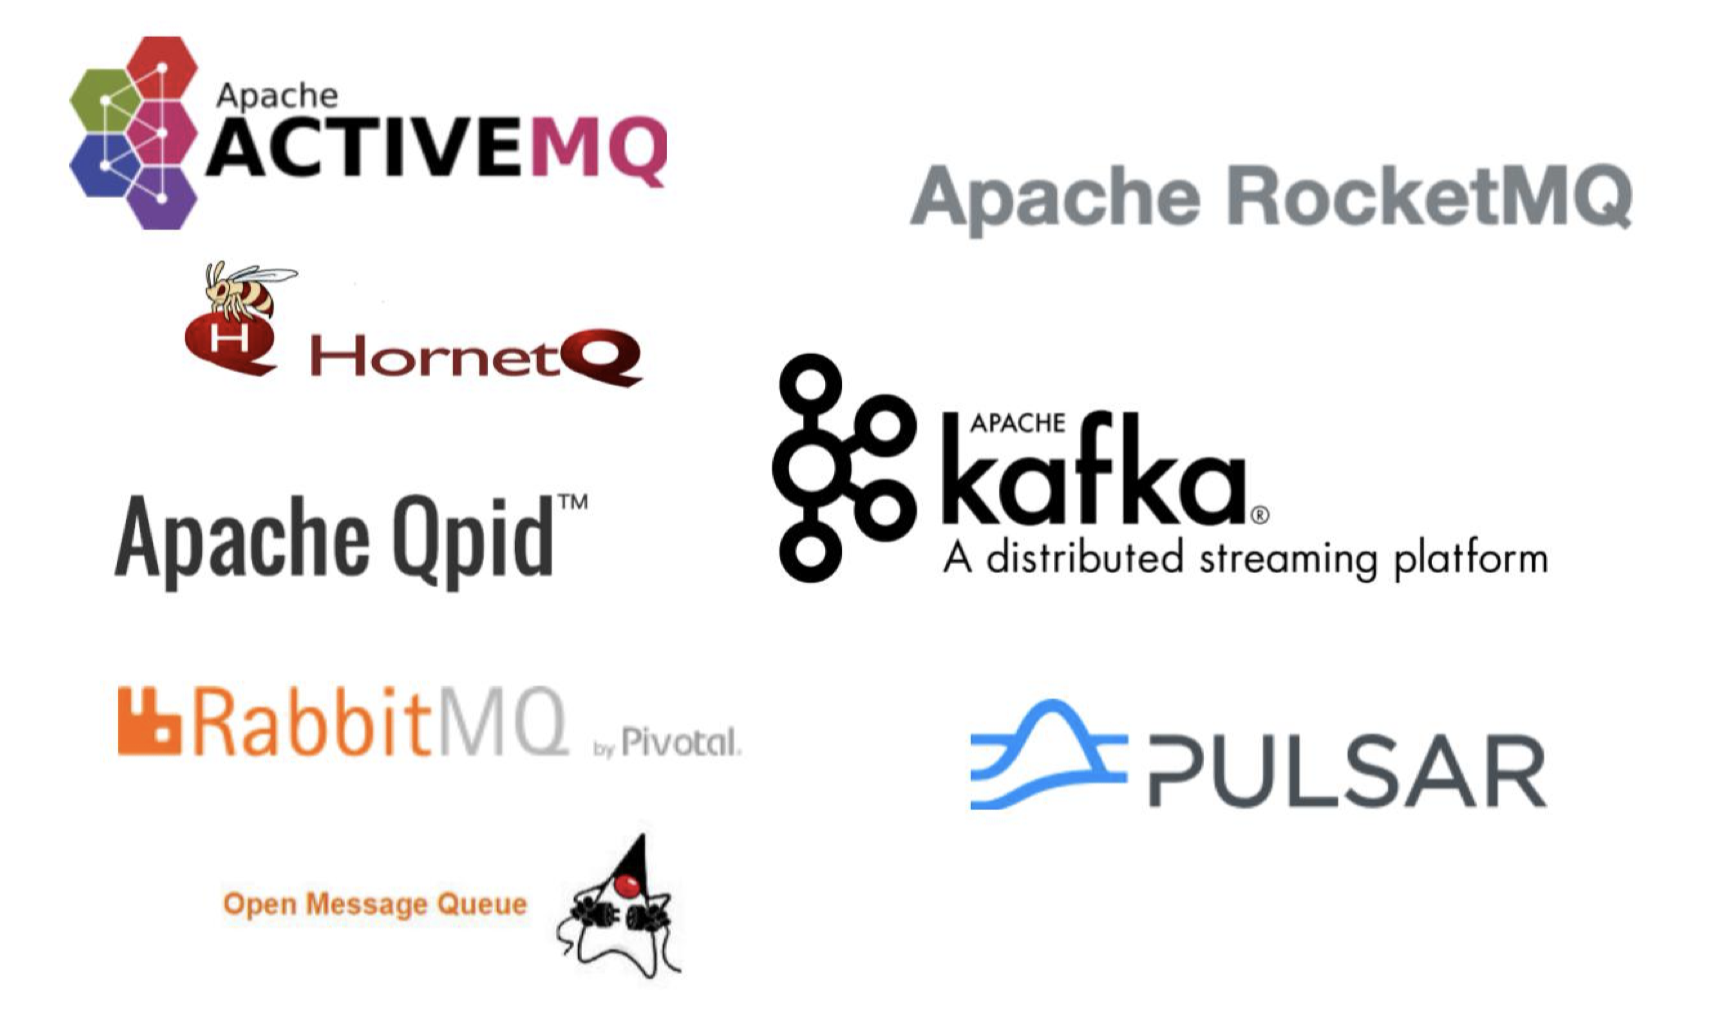 Apache
ACTIVEMQ
Apache RocketMQ
H
HornetQ
APACHE
kafka®
A distributed streaming platform
Apache Qpid™
RabbitMQ by Pivotal.
PULSAR
Open Message Queue